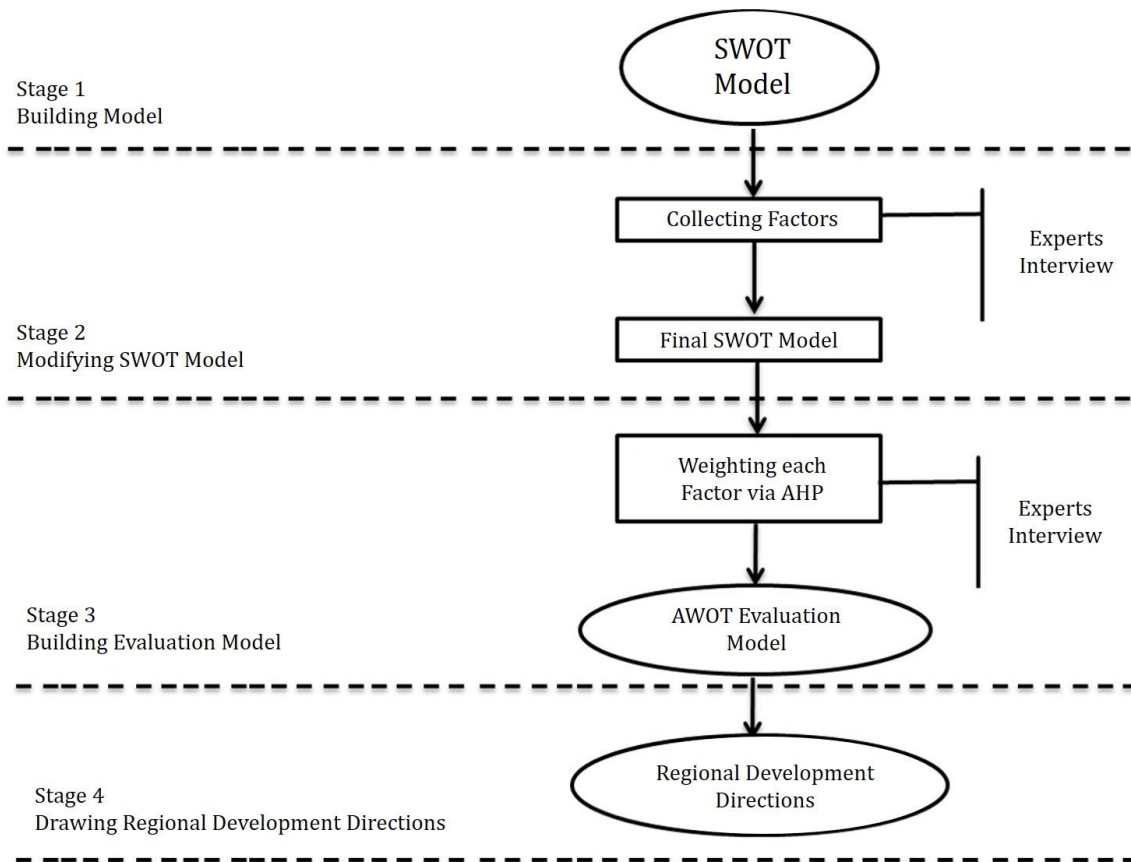 SWOT
Model
Stage 1
Building Model
Collecting Factors
Experts
Interview
Stage 2
Modifying SWOT Model
Final SWOT Model
Weighting each
Factor via AHP
Experts
Interview
Stage 3
Building Evaluation Model
AWOT Evaluation
Model
Regional Development
Directions
Stage 4
Drawing Regional Development Directions